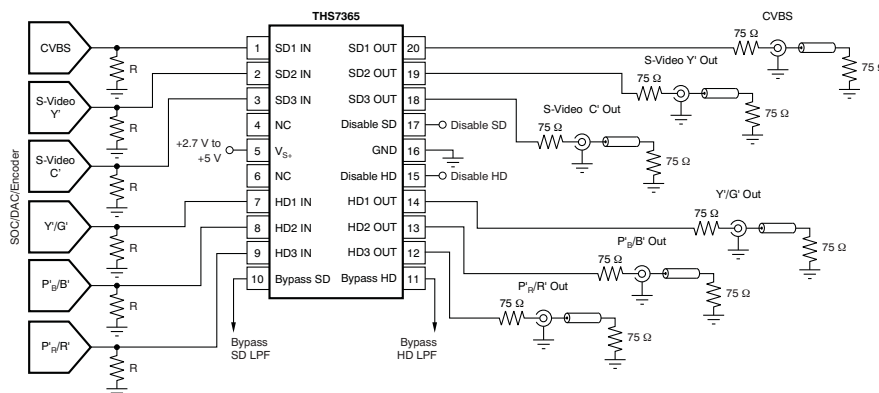 THS7365
CVBS
R
S-Video
Y'
R
S-Video
C'
R
Y'/G'
R
P'B/B'
R
P'R/R'
R
SOC/DAC/Encoder
+2.7 V to
+5 V
1 SD1 IN SD1 OUT 20
2 SD2 IN SD2 OUT 19
3 SD3 IN SD3 OUT 18
4 NC Disable SD 17 Disable SD
5 VS+ GND 16
6 NC Disable HD 15 Disable HD
7 HD1 IN HD1 OUT 14
8 HD2 IN HD2 OUT 13
9 HD3 IN HD3 OUT 12
10 Bypass SD Bypass HD 11
Bypass
SD LPF
Bypass
HD LPF
CVBS
75 Ω
75 Ω
S-Video Y' Out
75 Ω
75 Ω
S-Video C' Out
75 Ω
75 Ω
Y'/G' Out
75 Ω
75 Ω
P'B/B' Out
75 Ω
75 Ω
P'R/R' Out
75 Ω
75 Ω